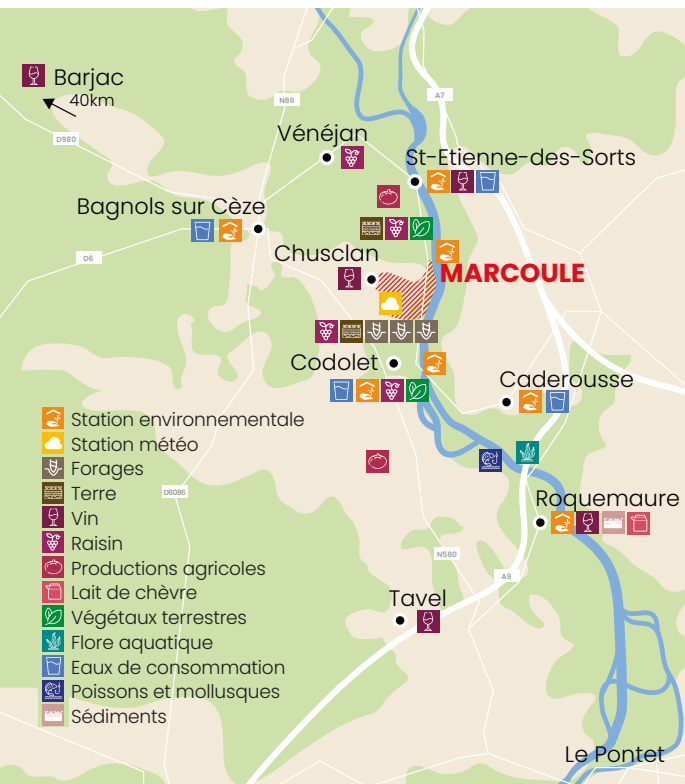 Barjac
40km
N86
A7
D980
Vénéjan
St-Etienne-des-Sorts
Bagnols sur Cèze
D6
Chusclan
MARCOULE
Codolet
Caderousse
Station environnementale
Station météo
Forages
Terre
Vin
Raisin
Productions agricoles
Lait de chèvre
Végétaux terrestres
Flore aquatique
Eaux de consommation
Poissons et mollusques
Sédiments
D6086
Roquemaure
N580
A9
Tavel
Le Pontet